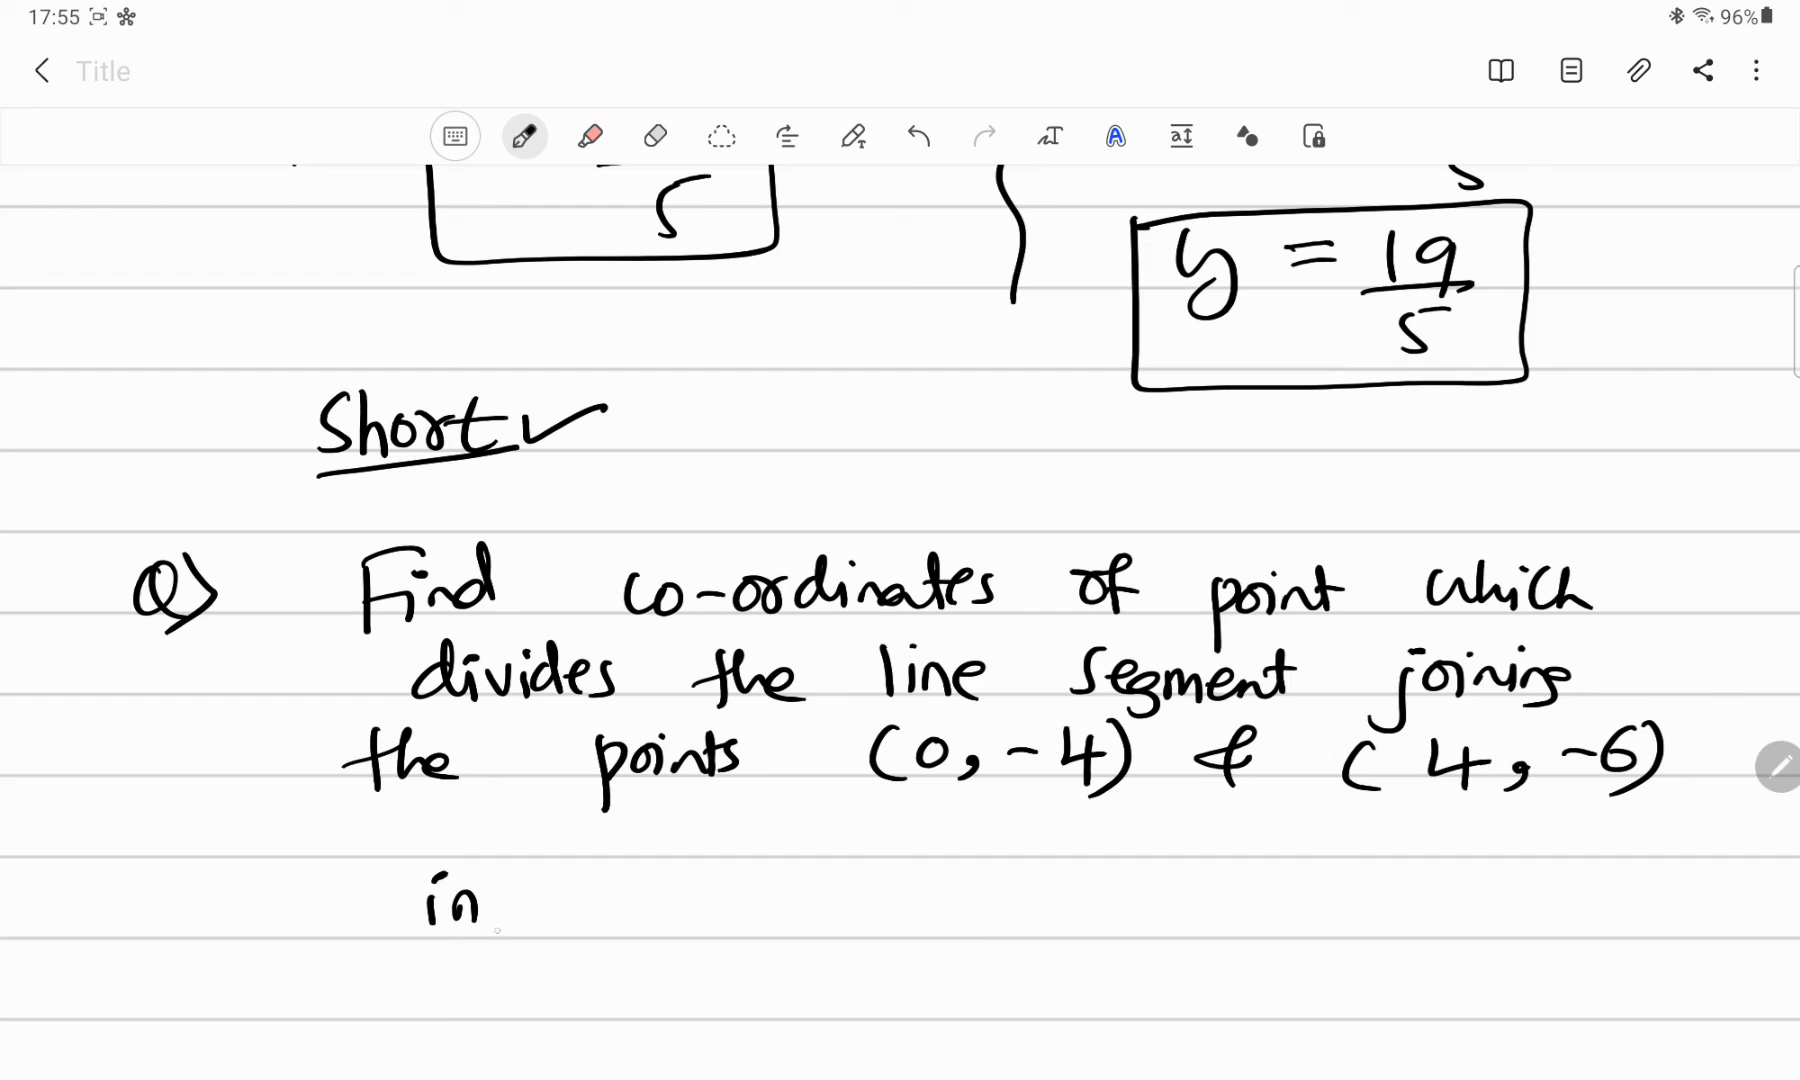 17:55 96%
Title
5
5
y = 19/5
Short ✓
Q) Find co-ordinates of point which
divides the line segment joining
the points (0, -4) & (4, -6)
in